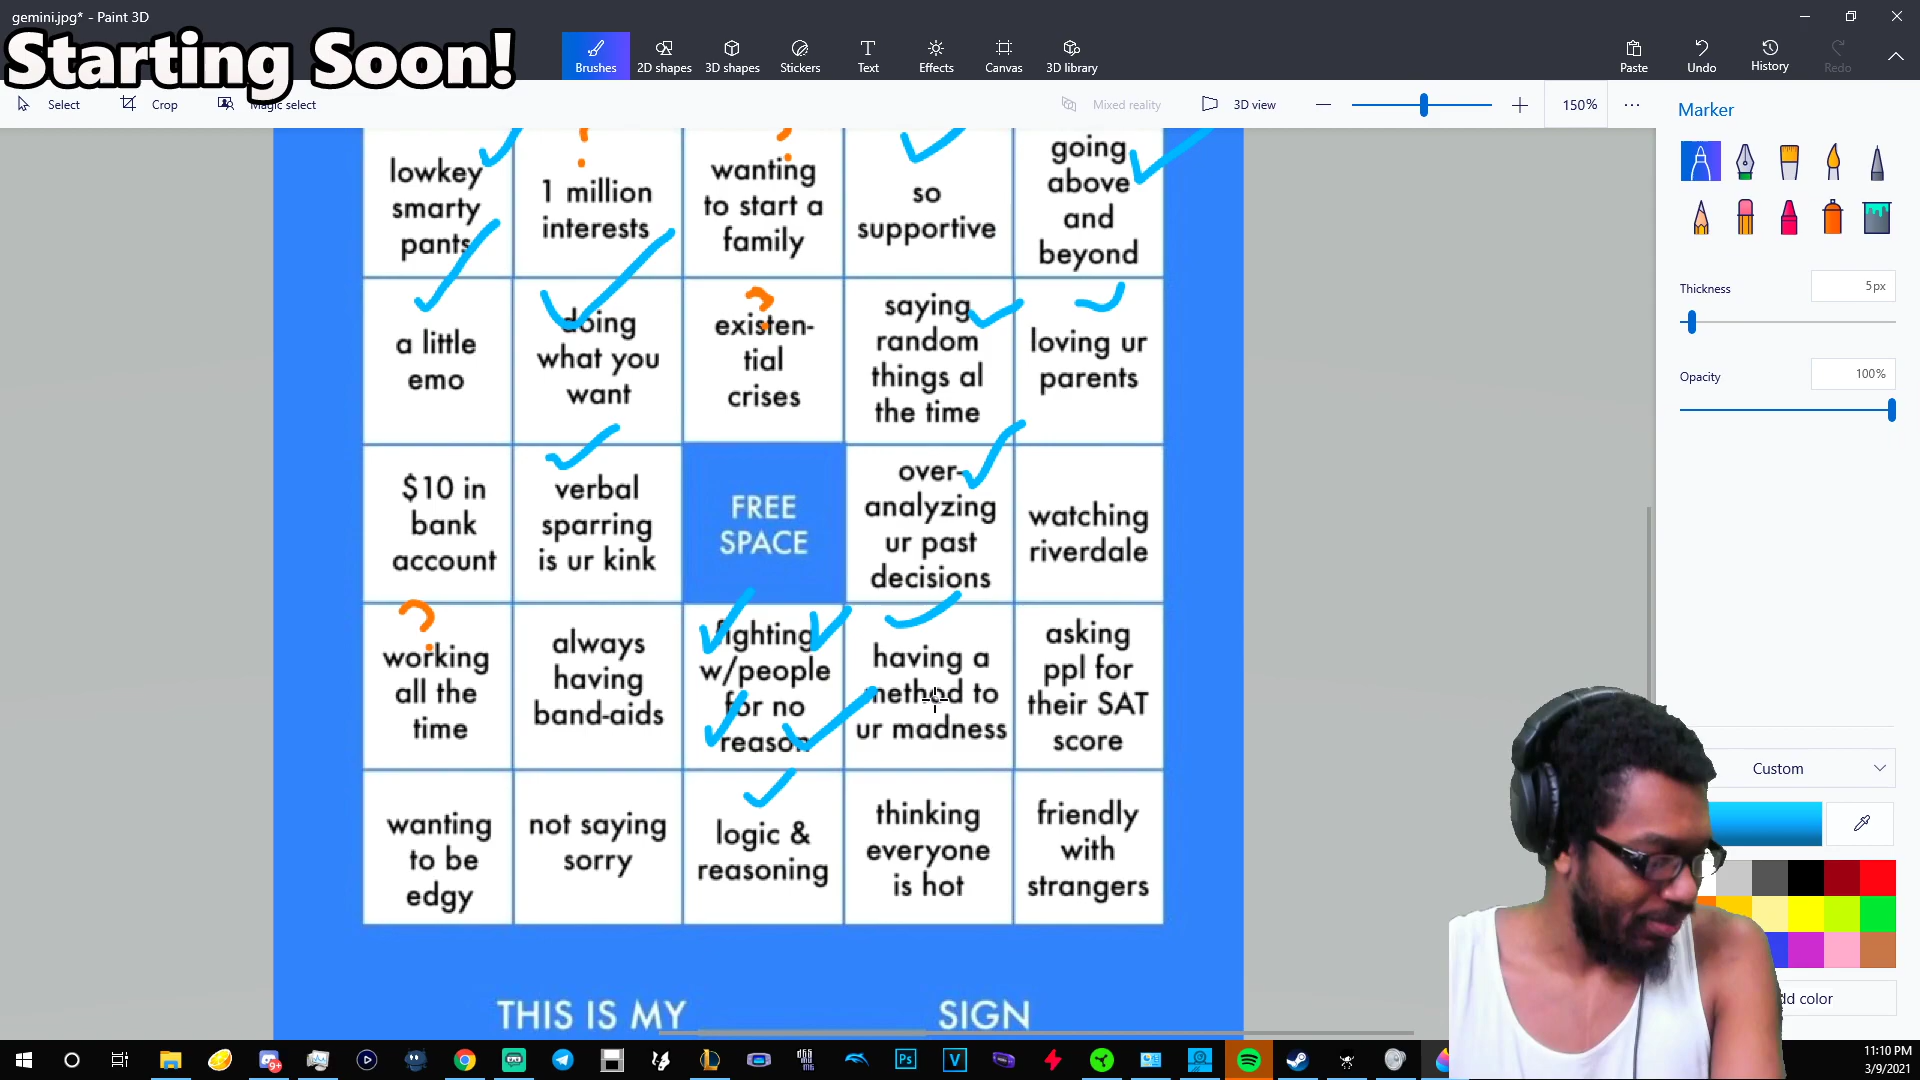 gemini.jpg* - Paint 3D
Starting Soon!
Brushes
2D shapes
3D shapes
Stickers
Text
Effects
Canvas
3D library
Paste
Undo
History
Redo
Select
Crop
Magic select
Mixed reality
3D view
150%
Marker
Thickness
5px
Opacity
100%
Custom
dd color
lowkey
smarty
pants
1 million
interests
wanting
to start a
family
so
supportive
going
above
and
beyond
a little
emo
doing
what you
want
existen-
tial
crises
saying
random
things al
the time
loving ur
parents
$10 in
bank
account
verbal
sparring
is ur kink
FREE
SPACE
over-
analyzing
ur past
decisions
watching
riverdale
working
all the
time
always
having
band-aids
fighting
w/people
for no
reason
having a
method to
ur madness
asking
ppl for
their SAT
score
wanting
to be
edgy
not saying
sorry
logic &
reasoning
thinking
everyone
is hot
friendly
with
strangers
THIS IS MY SIGN
11:10 PM
3/9/2021